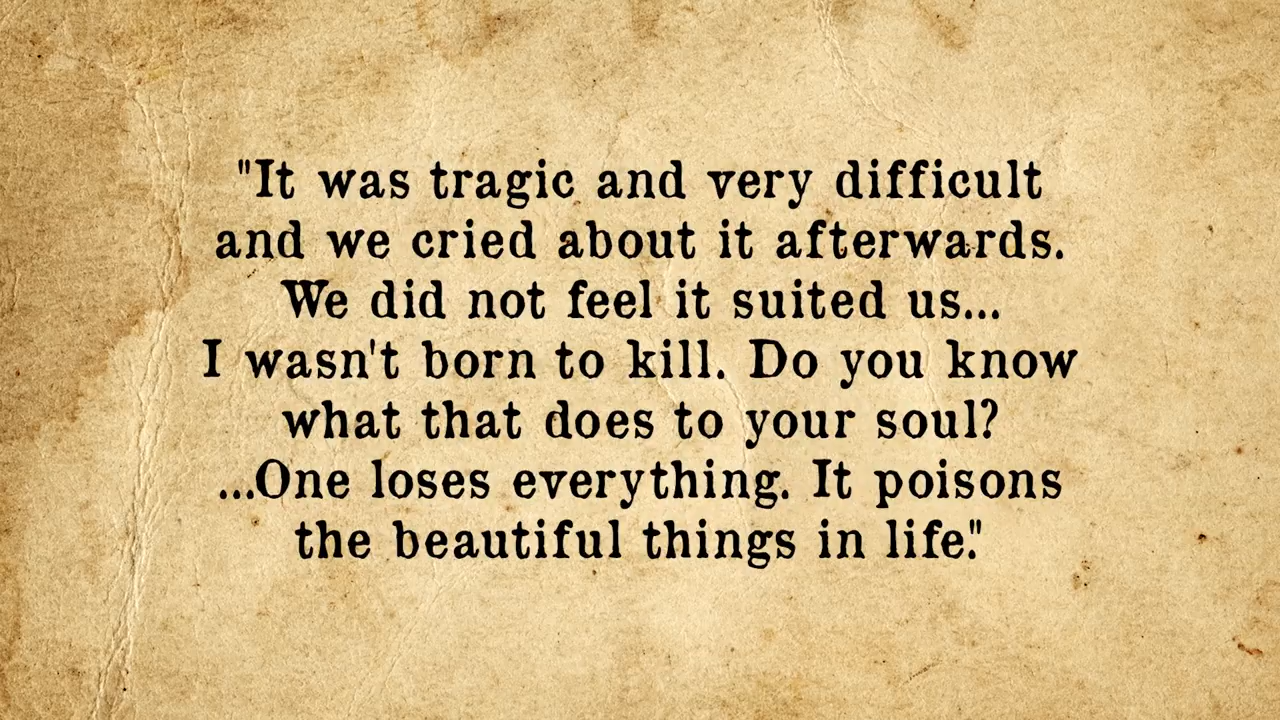 "It was tragic and very difficult
and we cried about it afterwards.
We did not feel it suited us...
I wasn't born to kill. Do you know
what that does to your soul?
...One loses everything. It poisons
the beautiful things in life."